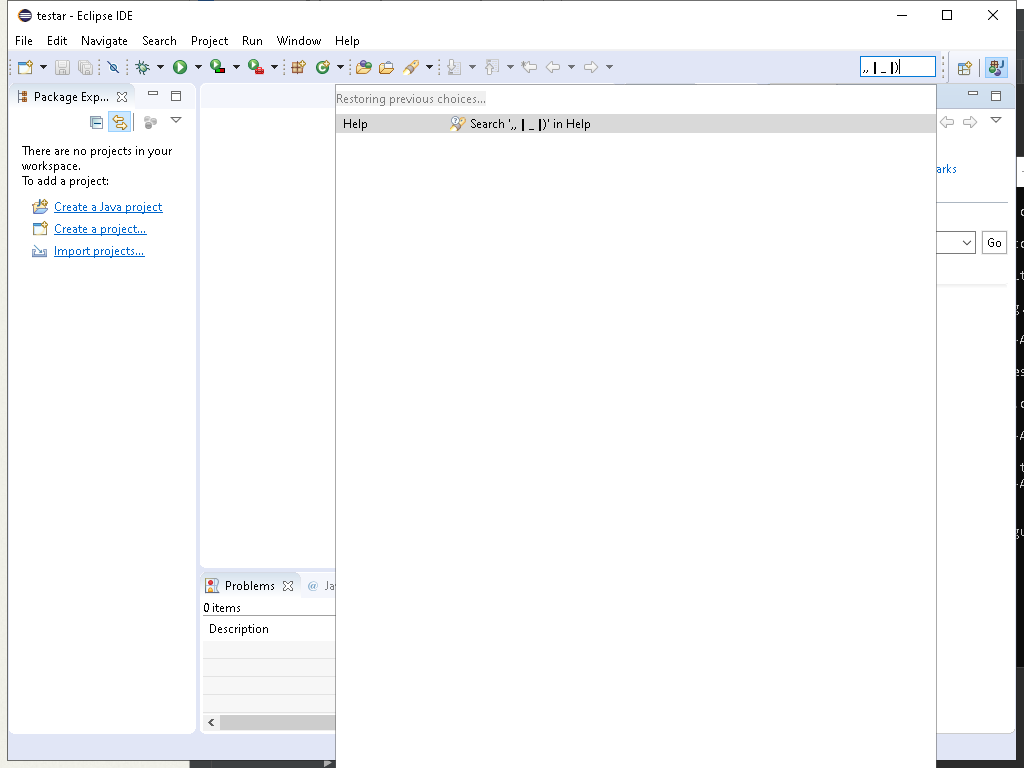 testar - Eclipse IDE
File Edit Navigate Search Project Run Window Help
,, | _ |)
Package Exp...
Restoring previous choices...
Help Search ',, | _ |)' in Help
There are no projects in your
workspace.
To add a project:
Create a Java project
Create a project...
Import projects...
arks
Go
Problems @ Ja
0 items
Description